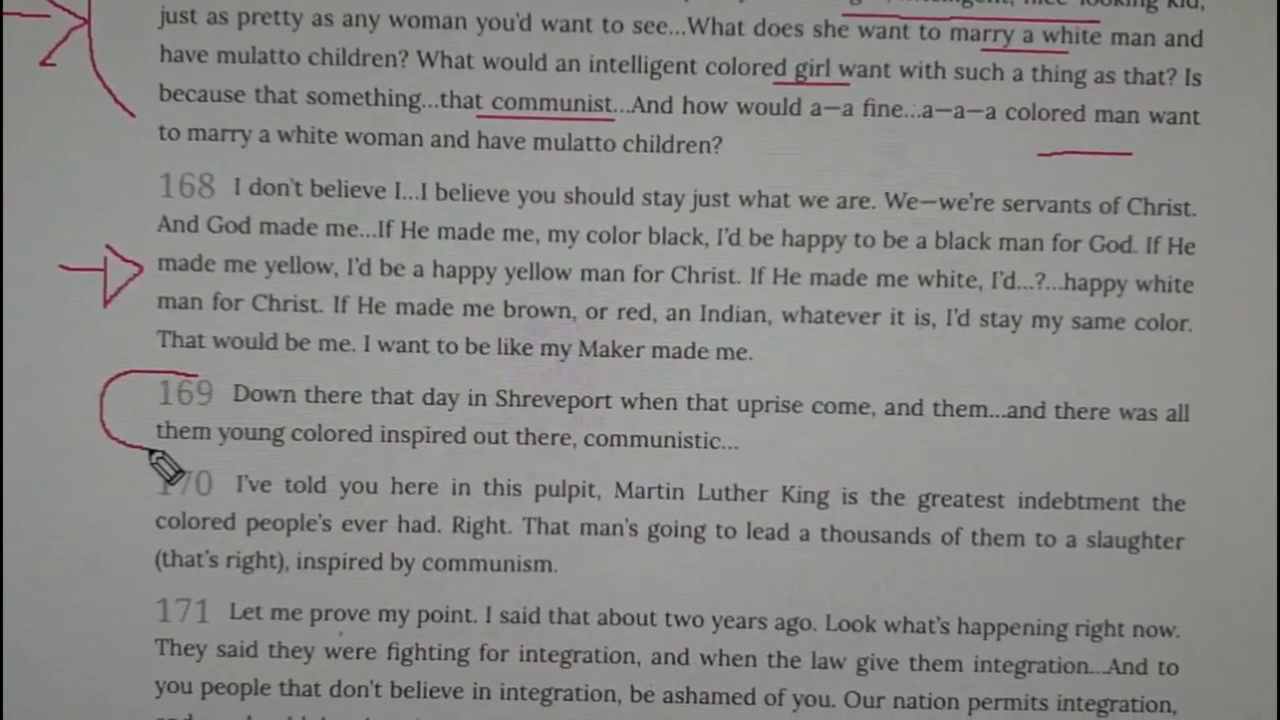 looking kid,
just as pretty as any woman you'd want to see...What does she want to marry a white man and
have mulatto children? What would an intelligent colored girl want with such a thing as that? Is
because that something...that communist...And how would a—a fine...a—a—a colored man want
to marry a white woman and have mulatto children?
168 I don't believe I...I believe you should stay just what we are. We—we're servants of Christ.
And God made me...If He made me, my color black, I'd be happy to be a black man for God. If He
made me yellow, I'd be a happy yellow man for Christ. If He made me white, I'd...?...happy white
man for Christ. If He made me brown, or red, an Indian, whatever it is, I'd stay my same color.
That would be me. I want to be like my Maker made me.
169 Down there that day in Shreveport when that uprise come, and them...and there was all
them young colored inspired out there, communistic...
170 I've told you here in this pulpit, Martin Luther King is the greatest indebtment the
colored people's ever had. Right. That man's going to lead a thousands of them to a slaughter
(that's right), inspired by communism.
171 Let me prove my point. I said that about two years ago. Look what's happening right now.
They said they were fighting for integration, and when the law give them integration...And to
you people that don't believe in integration, be ashamed of you. Our nation permits integration,